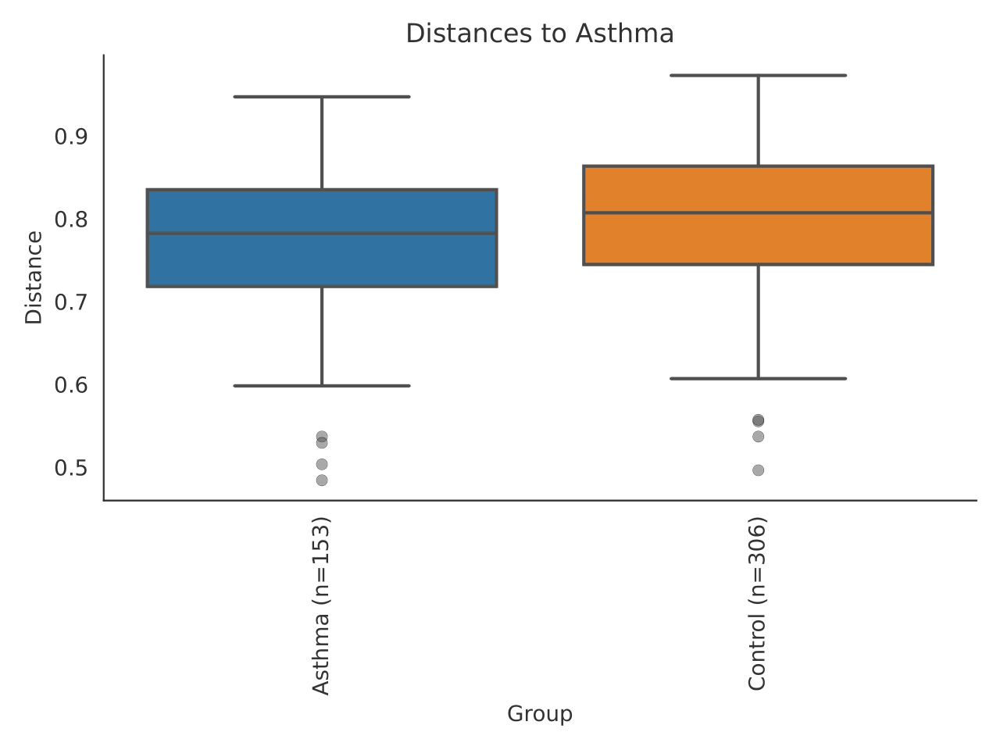 Distances to Asthma
0.9
0.8
0.7
0.6
0.5
Distance
Asthma (n=153)
Control (n=306)
Group